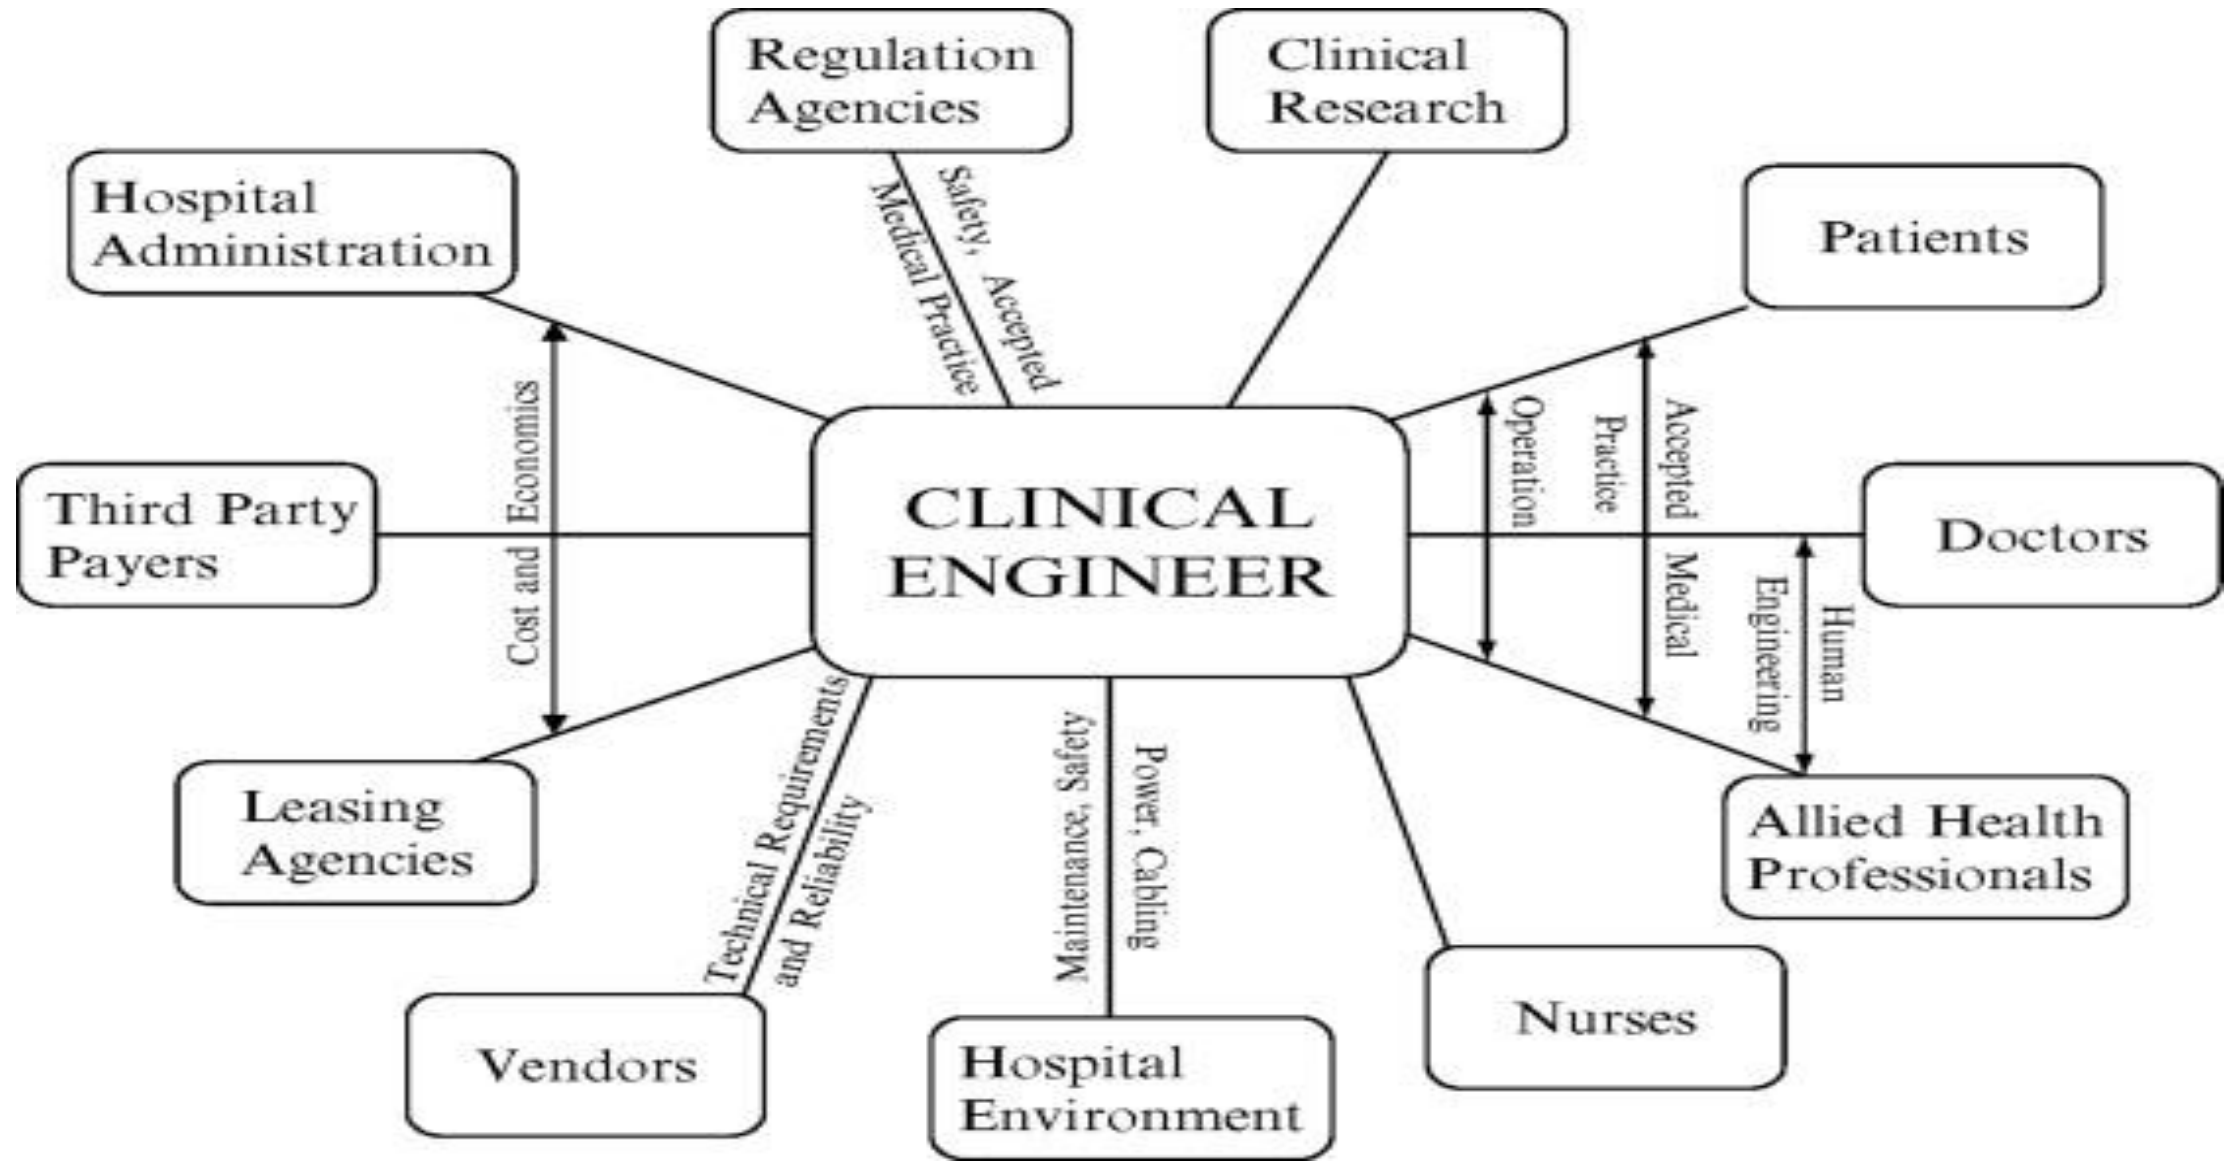 Regulation
Agencies
Clinical
Research
Hospital
Administration
Patients
Safety, Accepted
Medical Practice
Third Party
Payers
Cost and Economics
CLINICAL
ENGINEER
Operation
Accepted Medical
Practice
Doctors
Human
Engineering
Leasing
Agencies
Technical Requirements
and Reliability
Maintenance, Safety
Power, Cabling
Allied Health
Professionals
Vendors
Hospital
Environment
Nurses